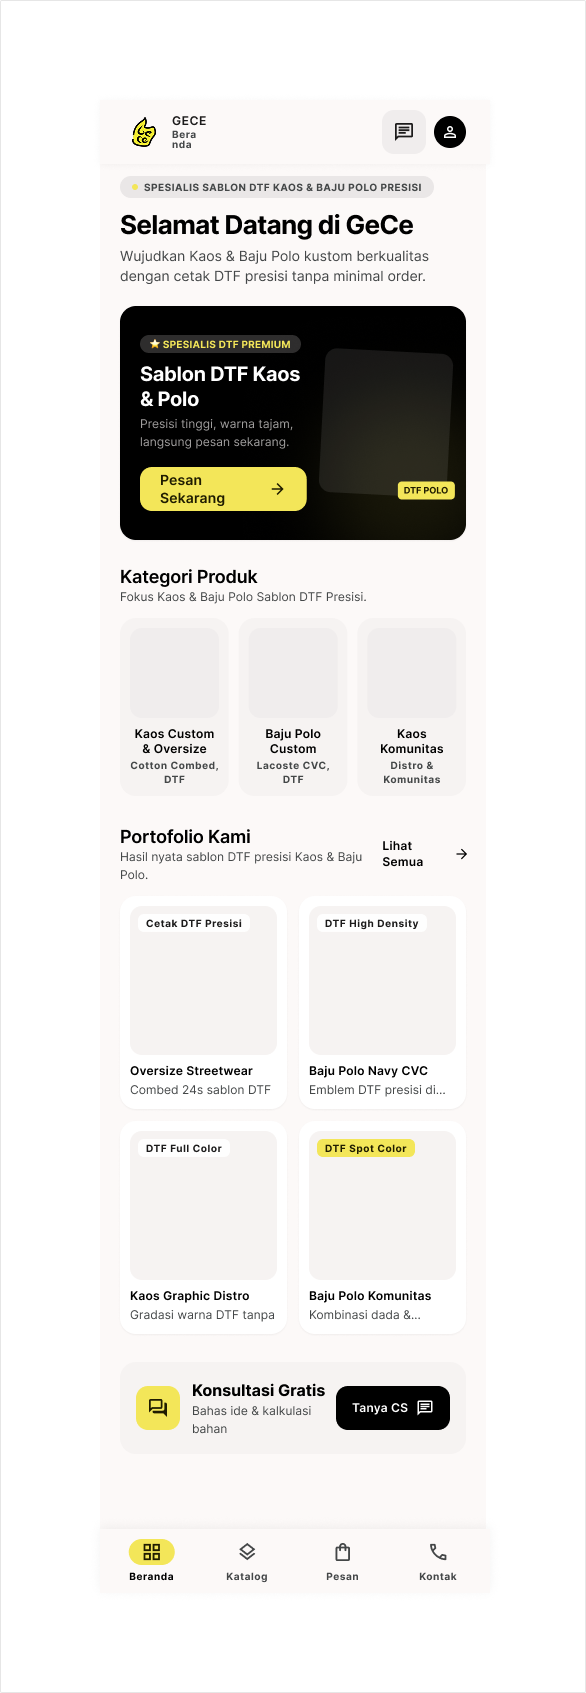 GECE
Bera
nda
SPESIALIS SABLON DTF KAOS & BAJU POLO PRESISI
Selamat Datang di GeCe
Wujudkan Kaos & Baju Polo kustom berkualitas
dengan cetak DTF presisi tanpa minimal order.
SPESIALIS DTF PREMIUM
Sablon DTF Kaos
& Polo
Presisi tinggi, warna tajam,
langsung pesan sekarang.
Pesan
Sekarang
DTF POLO
Kategori Produk
Fokus Kaos & Baju Polo Sablon DTF Presisi.
Kaos Custom
& Oversize
Cotton Combed,
DTF
Baju Polo
Custom
Lacoste CVC,
DTF
Kaos
Komunitas
Distro &
Komunitas
Portofolio Kami
Hasil nyata sablon DTF presisi Kaos & Baju
Polo.
Lihat
Semua
Cetak DTF Presisi
Oversize Streetwear
Combed 24s sablon DTF
DTF High Density
Baju Polo Navy CVC
Emblem DTF presisi di...
DTF Full Color
Kaos Graphic Distro
Gradasi warna DTF tanpa
DTF Spot Color
Baju Polo Komunitas
Kombinasi dada &...
Konsultasi Gratis
Bahas ide & kalkulasi
bahan
Tanya CS
Beranda
Katalog
Pesan
Kontak